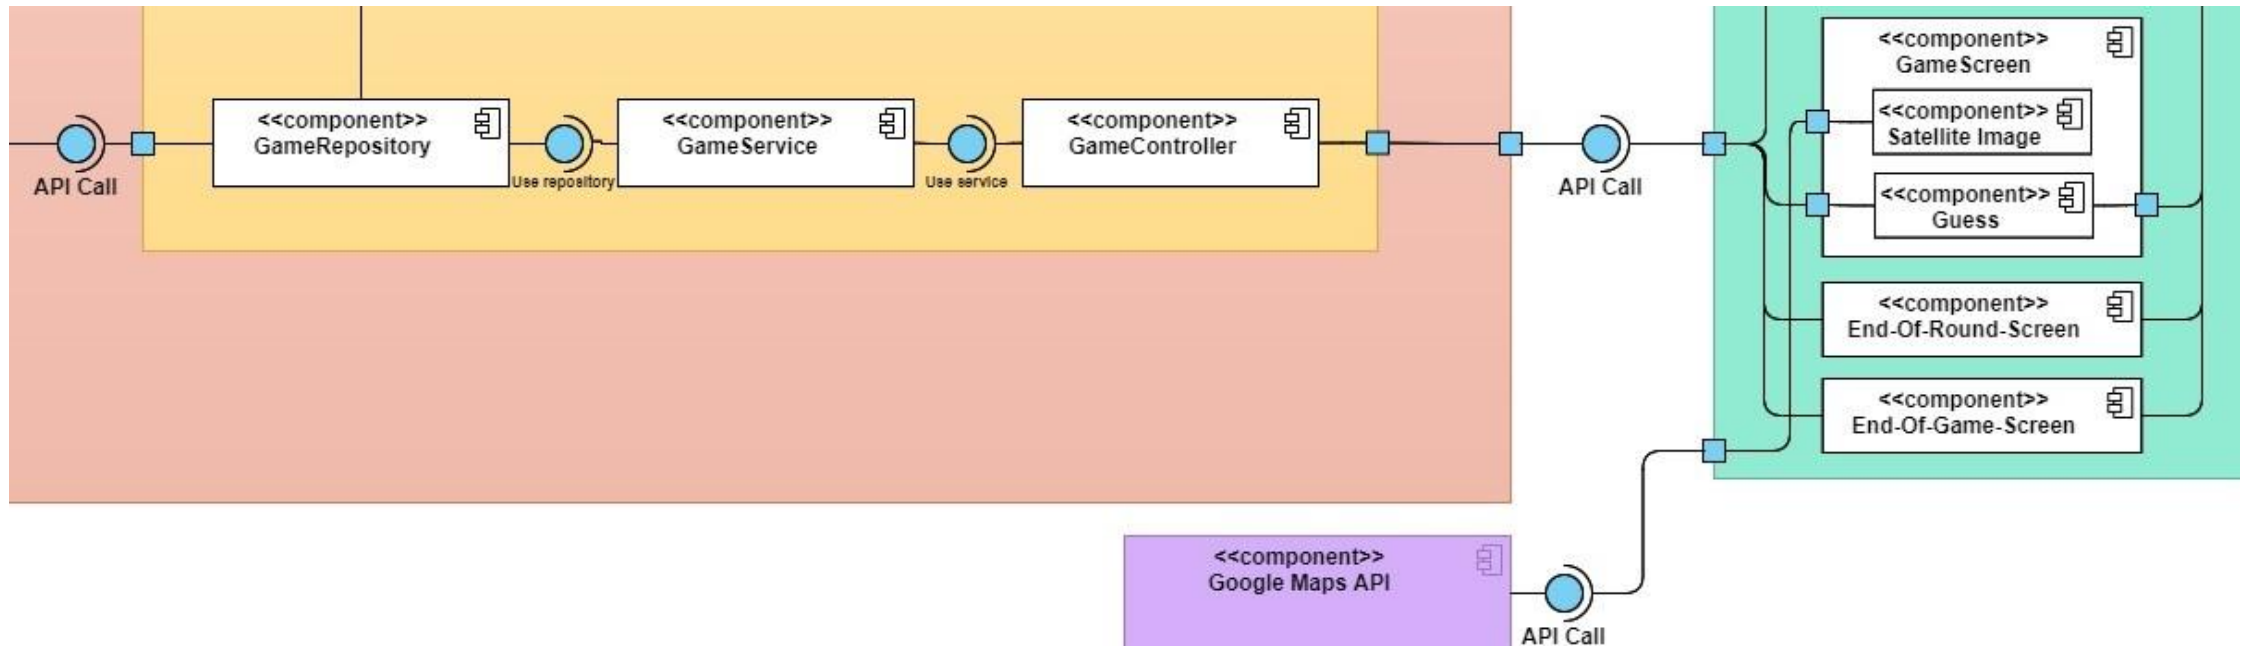 API Call
<<component>>
GameRepository
Use repository
<<component>>
GameService
Use service
<<component>>
GameController
API Call
<<component>>
GameScreen
<<component>>
Satellite Image
<<component>>
Guess
<<component>>
End-Of-Round-Screen
<<component>>
End-Of-Game-Screen
<<component>>
Google Maps API
API Call